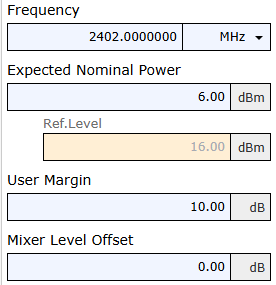 Frequency
2402.0000000 MHz
Expected Nominal Power
6.00 dBm
Ref.Level
16.00 dBm
User Margin
10.00 dB
Mixer Level Offset
0.00 dB